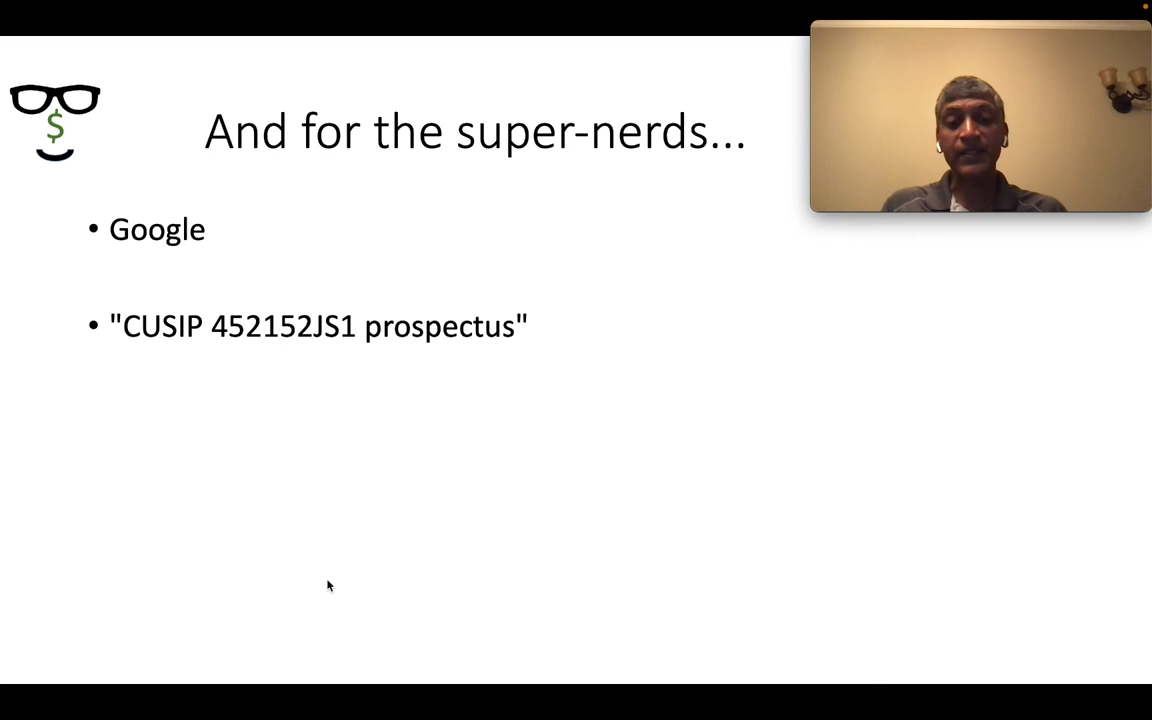 $
And for the super-nerds...
• Google
• "CUSIP 452152JS1 prospectus"